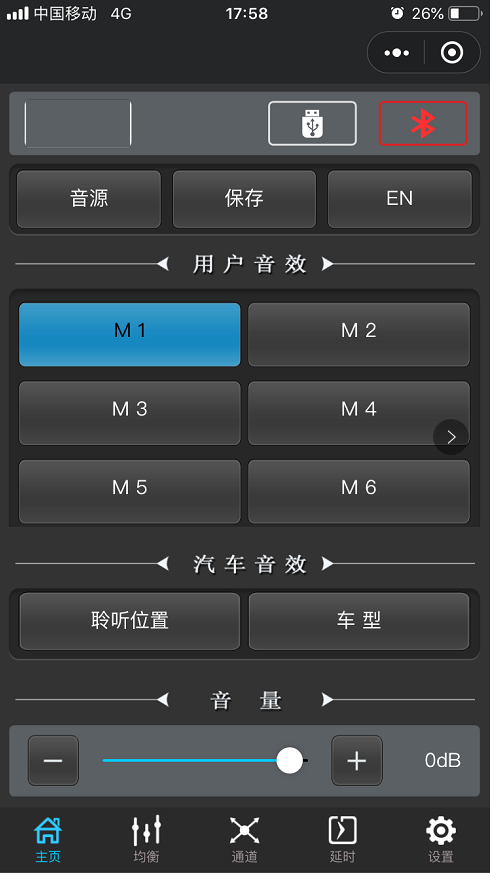 中国移动 4G 17:58 26%
音源 保存 EN
用户音效
M 1 M 2
M 3 M 4
M 5 M 6
汽车音效
聆听位置 车 型
音 量
0dB
主页 均衡 通道 延时 设置